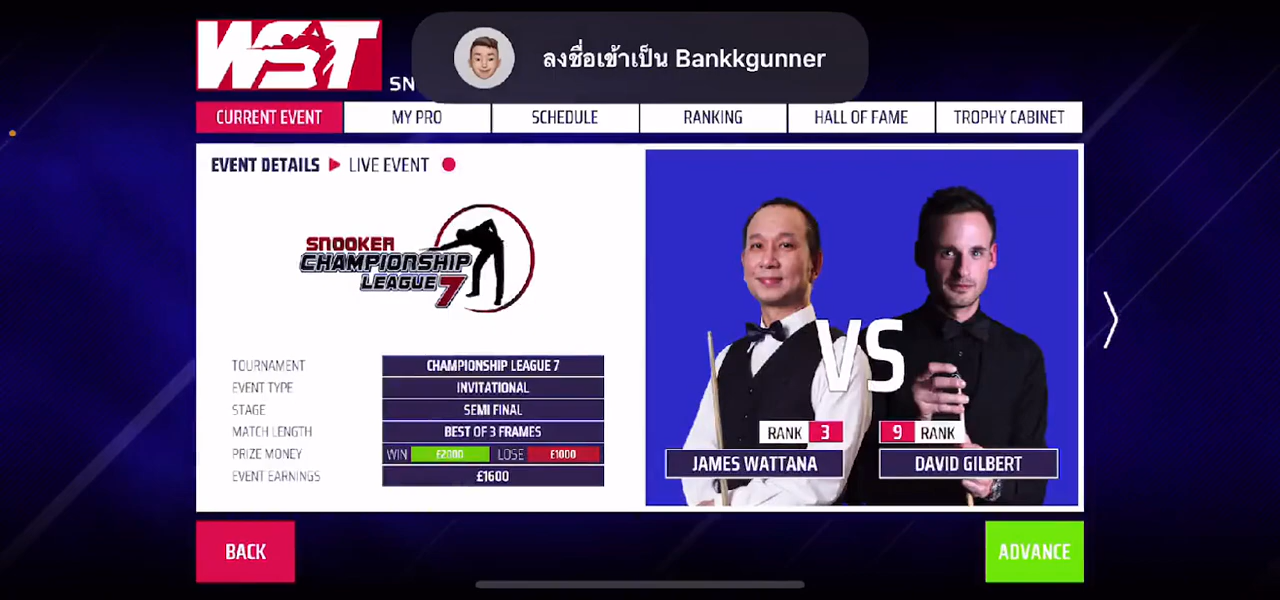 WST
ลงชื่อเข้าเป็น Bankkgunner
SN
CURRENT EVENT
MY PRO
SCHEDULE
RANKING
HALL OF FAME
TROPHY CABINET
EVENT DETAILS
LIVE EVENT
SNOOKER
CHAMPIONSHIP
LEAGUE 7
TOURNAMENT CHAMPIONSHIP LEAGUE 7
EVENT TYPE INVITATIONAL
STAGE SEMI FINAL
MATCH LENGTH BEST OF 3 FRAMES
PRIZE MONEY WIN £2000 LOSE £1000
EVENT EARNINGS £1600
VS
RANK 3
9 RANK
JAMES WATTANA
DAVID GILBERT
BACK
ADVANCE